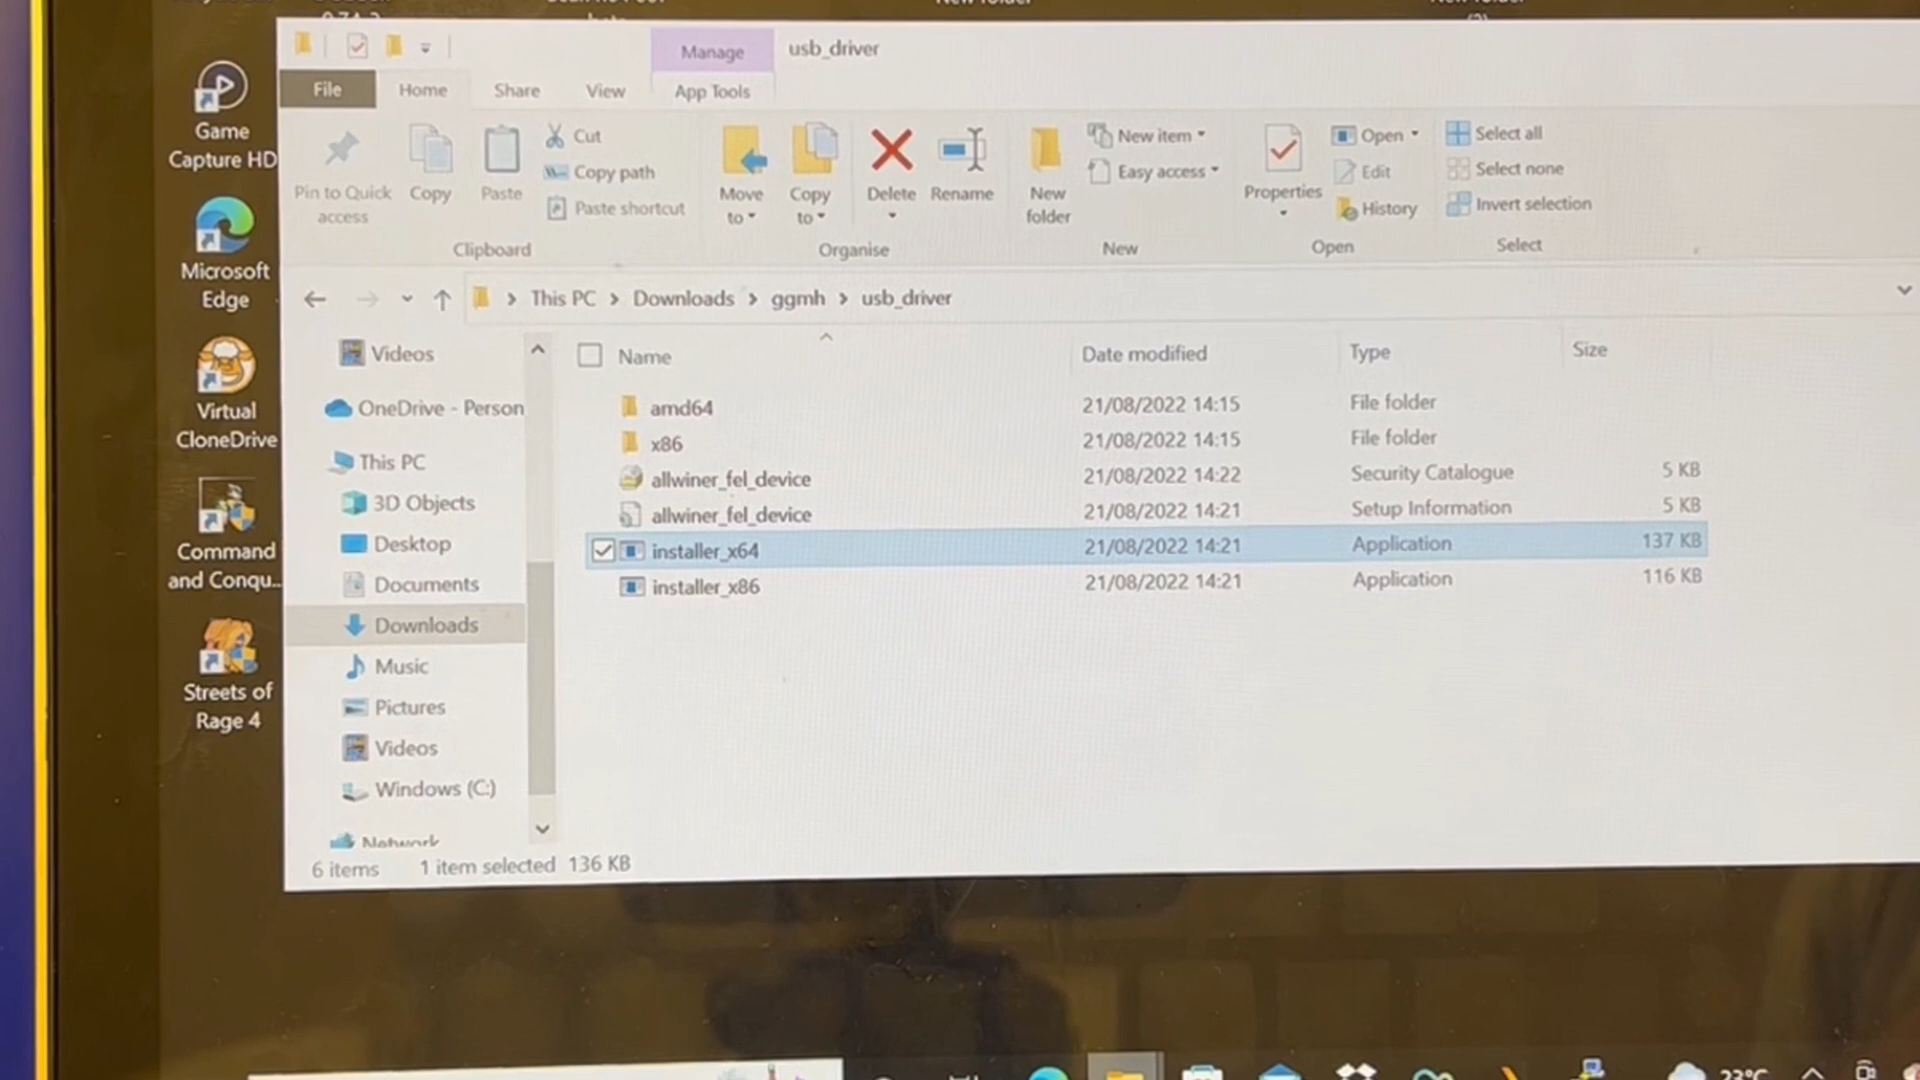 Manage
usb_driver
File
Home
Share
View
App Tools
Pin to Quick
access
Copy
Paste
Cut
Copy path
Paste shortcut
Clipboard
Move
to
Copy
to
Delete
Rename
Organise
New
folder
New item
Easy access
New
Properties
Open
Edit
History
Open
Select all
Select none
Invert selection
Select
This PC > Downloads > ggmh > usb_driver
Name
Date modified
Type
Size
amd64 21/08/2022 14:15 File folder
x86 21/08/2022 14:15 File folder
allwiner_fel_device 21/08/2022 14:22 Security Catalogue 5 KB
allwiner_fel_device 21/08/2022 14:21 Setup Information 5 KB
installer_x64 21/08/2022 14:21 Application 137 KB
installer_x86 21/08/2022 14:21 Application 116 KB
Videos
OneDrive - Person
This PC
3D Objects
Desktop
Documents
Downloads
Music
Pictures
Videos
Windows (C:)
Network
6 items 1 item selected 136 KB
Game
Capture HD
Microsoft
Edge
Virtual
CloneDrive
Command
and Conqu...
Streets of
Rage 4
23°C